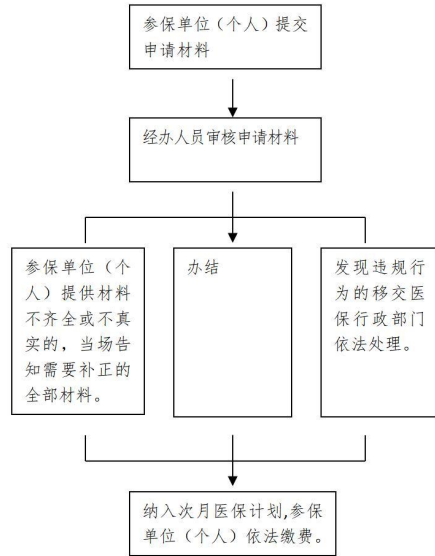 参保单位（个人）提交
申请材料
经办人员审核申请材料
参保单位（个
人）提供材料
不齐全或不真
实的，当场告
知需要补正的
全部材料。
办结
发现违规行
为的移交医
保行政部门
依法处理。
纳入次月医保计划,参保
单位（个人）依法缴费。